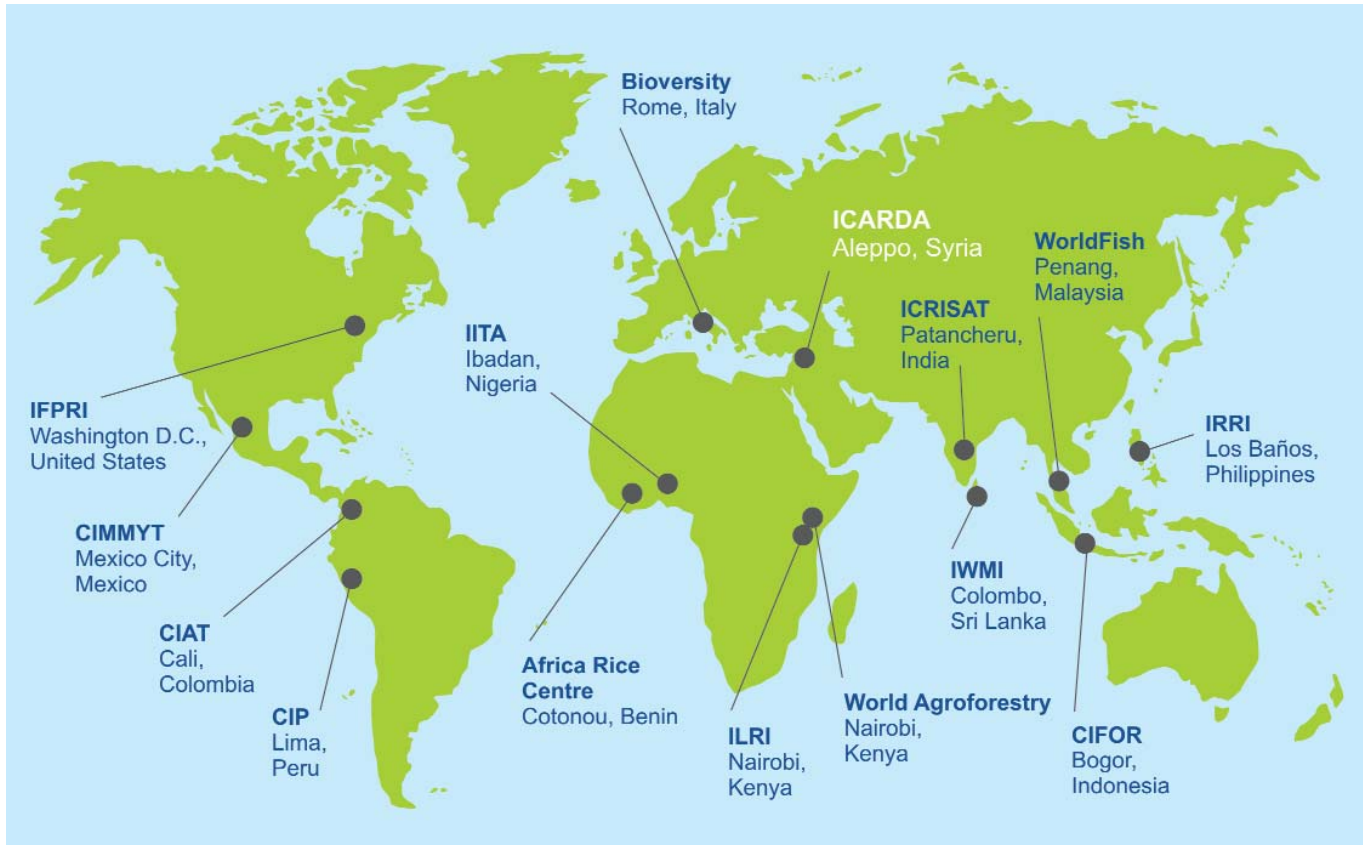 Bioversity
Rome, Italy
ICARDA
Aleppo, Syria
WorldFish
Penang,
Malaysia
ICRISAT
Patancheru,
India
IITA
Ibadan,
Nigeria
IFPRI
Washington D.C.,
United States
IRRI
Los Baños,
Philippines
CIMMYT
Mexico City,
Mexico
IWMI
Colombo,
Sri Lanka
CIAT
Cali,
Colombia
Africa Rice
Centre
Cotonou, Benin
World Agroforestry
Nairobi,
Kenya
CIP
Lima,
Peru
ILRI
Nairobi,
Kenya
CIFOR
Bogor,
Indonesia